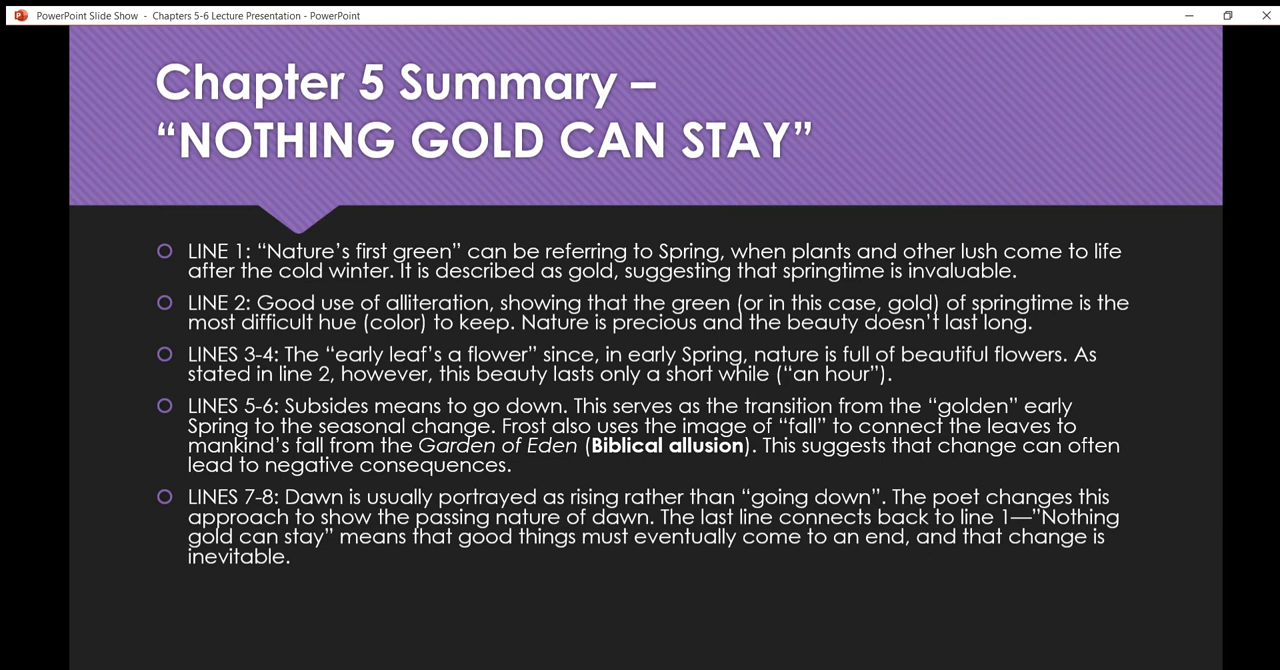 PowerPoint Slide Show - Chapters 5-6 Lecture Presentation - PowerPoint
Chapter 5 Summary –
“NOTHING GOLD CAN STAY”
LINE 1: “Nature’s first green” can be referring to Spring, when plants and other lush come to life
after the cold winter. It is described as gold, suggesting that springtime is invaluable.
LINE 2: Good use of alliteration, showing that the green (or in this case, gold) of springtime is the
most difficult hue (color) to keep. Nature is precious and the beauty doesn’t last long.
LINES 3-4: The “early leaf’s a flower” since, in early Spring, nature is full of beautiful flowers. As
stated in line 2, however, this beauty lasts only a short while (“an hour”).
LINES 5-6: Subsides means to go down. This serves as the transition from the “golden” early
Spring to the seasonal change. Frost also uses the image of “fall” to connect the leaves to
mankind’s fall from the Garden of Eden (Biblical allusion). This suggests that change can often
lead to negative consequences.
LINES 7-8: Dawn is usually portrayed as rising rather than “going down”. The poet changes this
approach to show the passing nature of dawn. The last line connects back to line 1—”Nothing
gold can stay” means that good things must eventually come to an end, and that change is
inevitable.